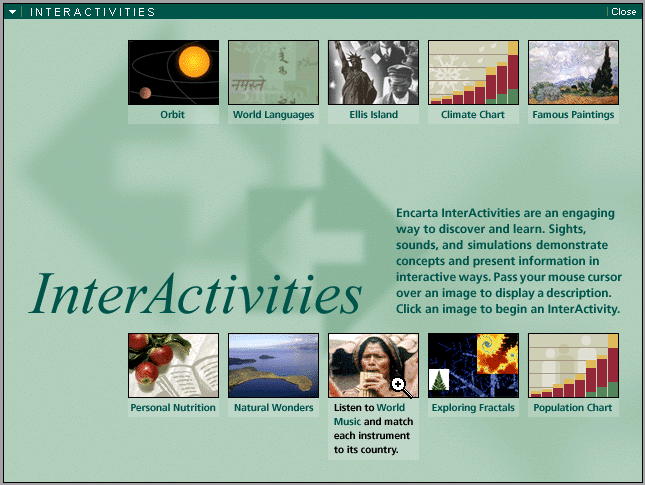 INTERACTIVITIES
Close
नमस्ते
Orbit
World Languages
Ellis Island
Climate Chart
Famous Paintings
Encarta InterActivities are an engaging
way to discover and learn. Sights,
sounds, and simulations demonstrate
concepts and present information in
interactive ways. Pass your mouse cursor
over an image to display a description.
Click an image to begin an InterActivity.
InterActivities
Personal Nutrition
Natural Wonders
Listen to World
Music and match
each instrument
to its country.
Exploring Fractals
Population Chart